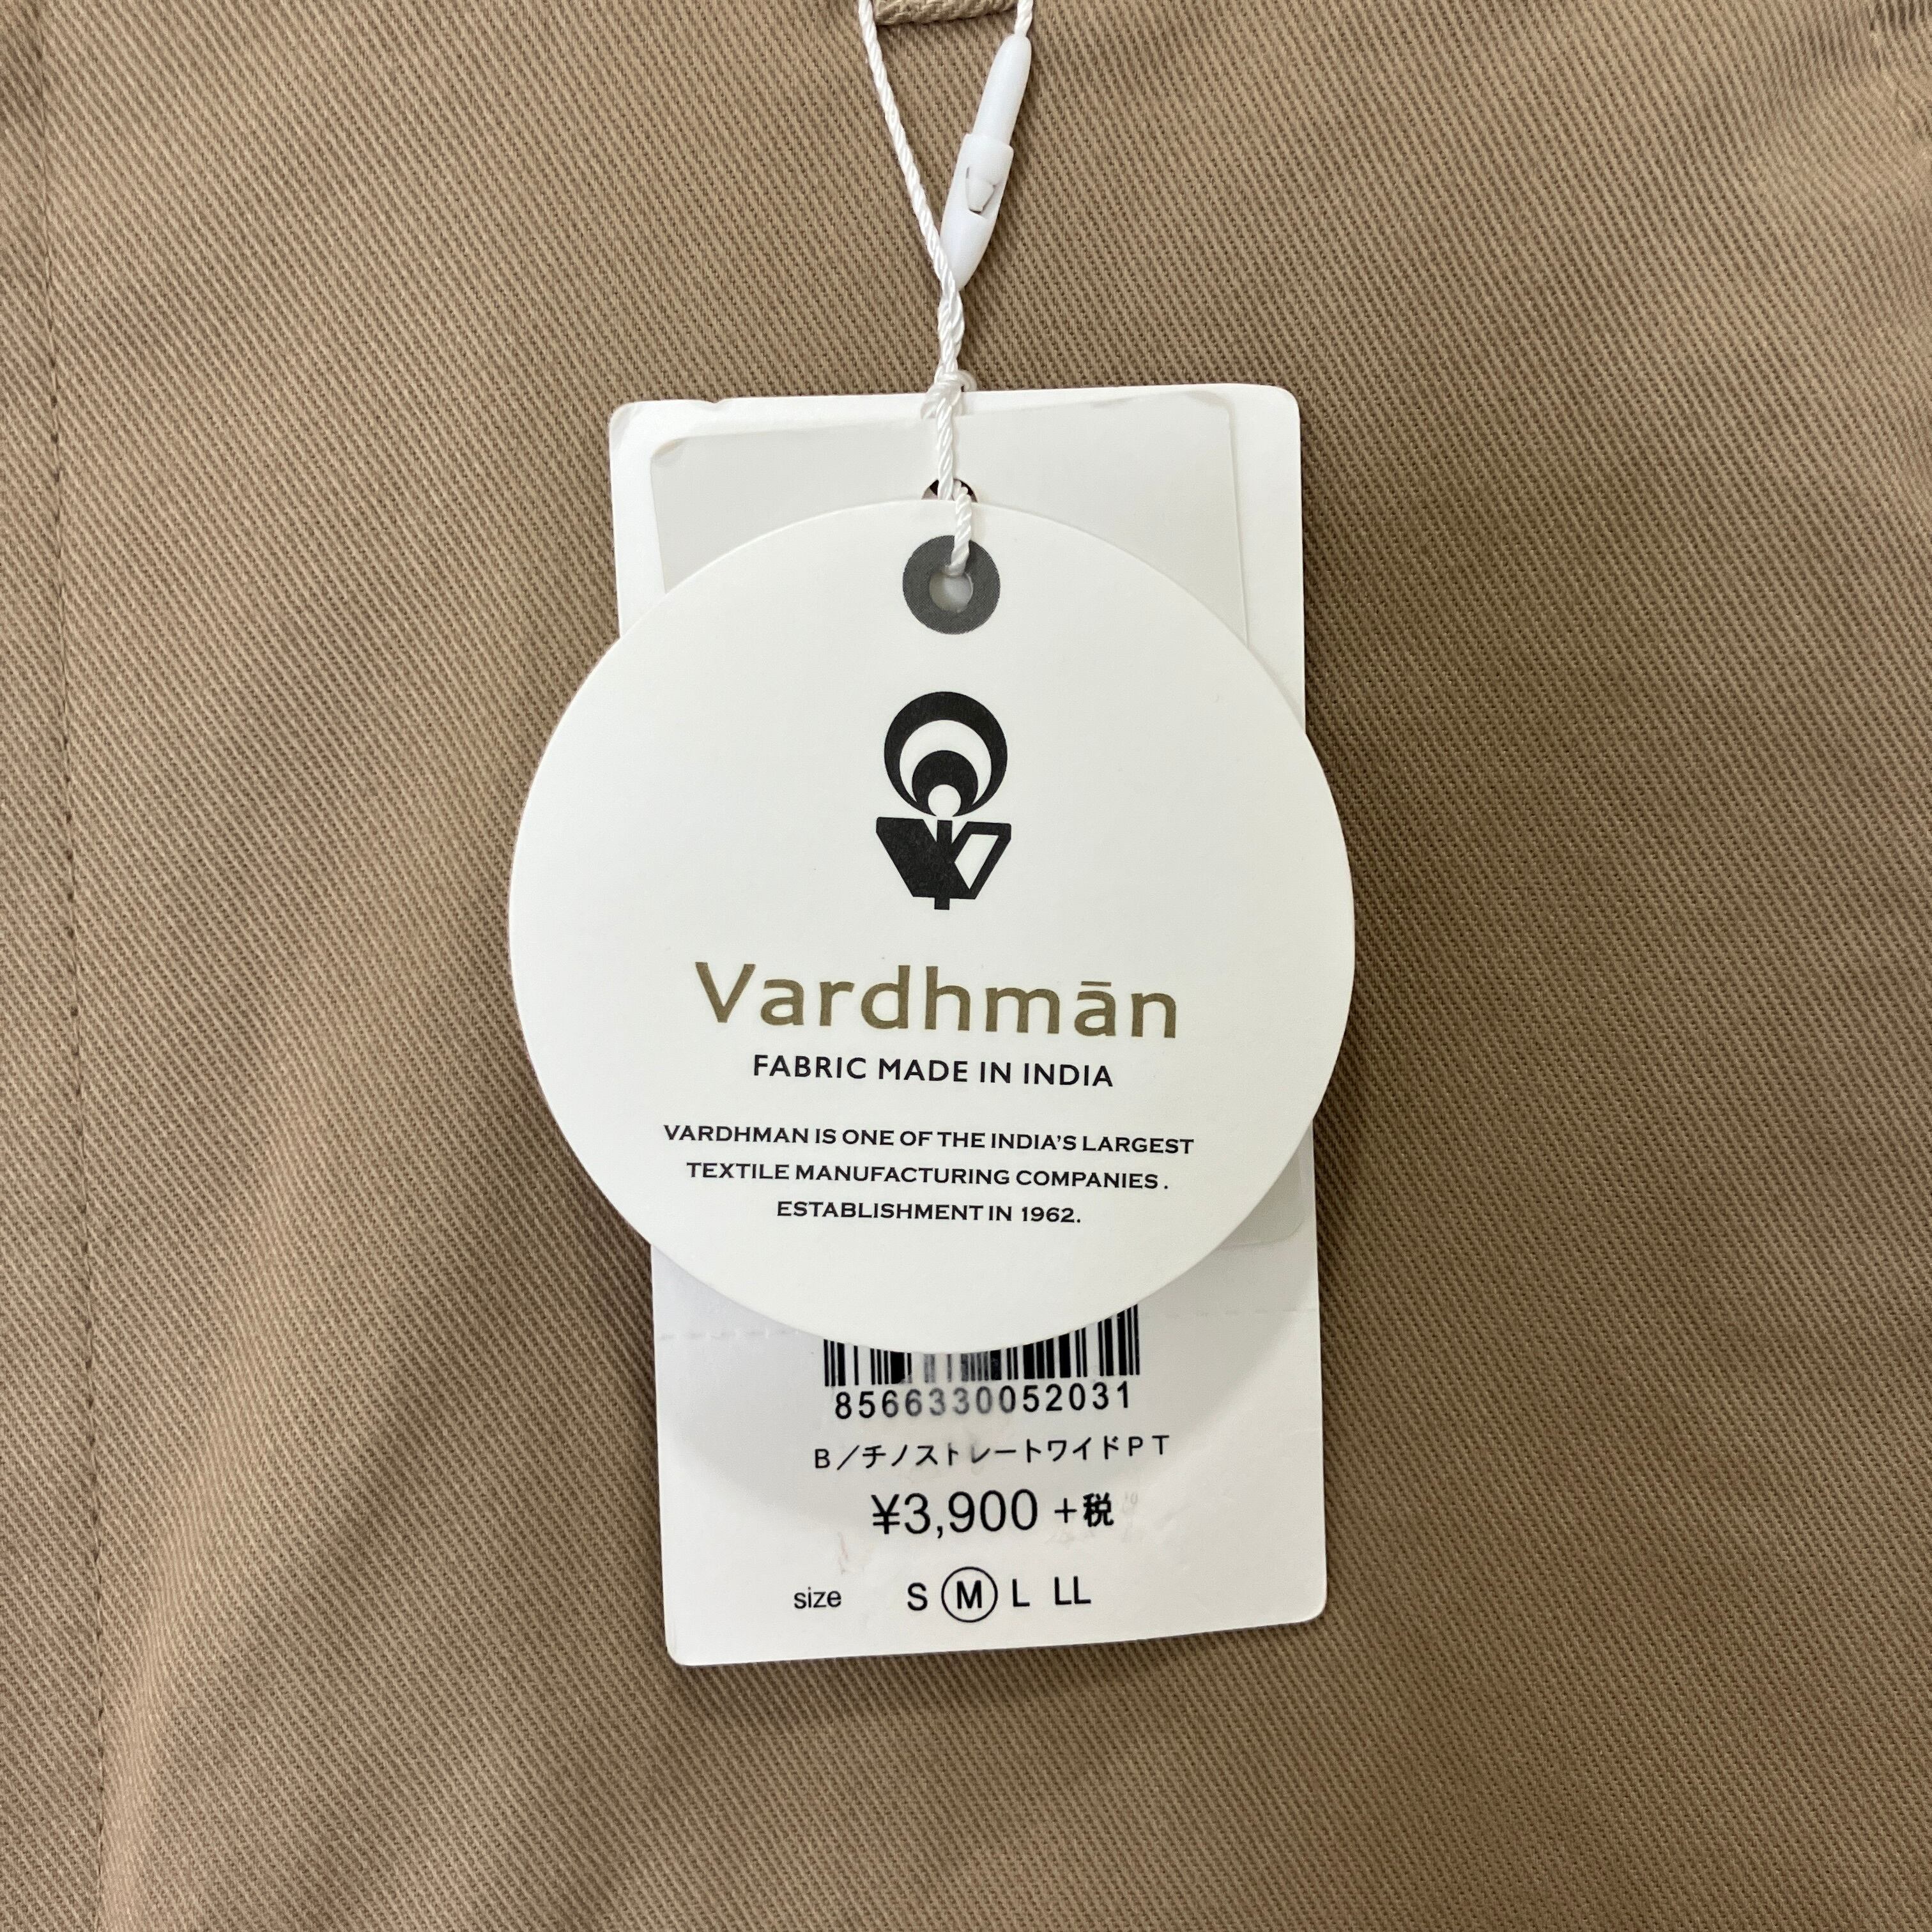 Vardhmān
FABRIC MADE IN INDIA
VARDHMAN IS ONE OF THE INDIA'S LARGEST
TEXTILE MANUFACTURING COMPANIES .
ESTABLISHMENT IN 1962.
8566330052031
B/チノストレートワイドPT
¥3,900 +税
size S M L LL